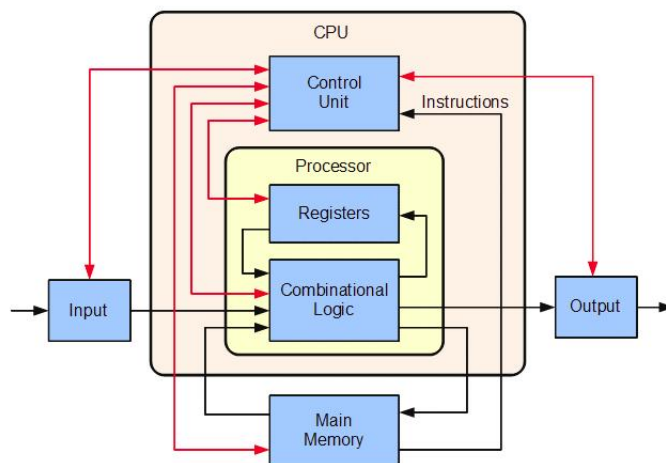 CPU
Control
Unit
Instructions
Processor
Registers
Combinational
Logic
Input
Output
Main
Memory